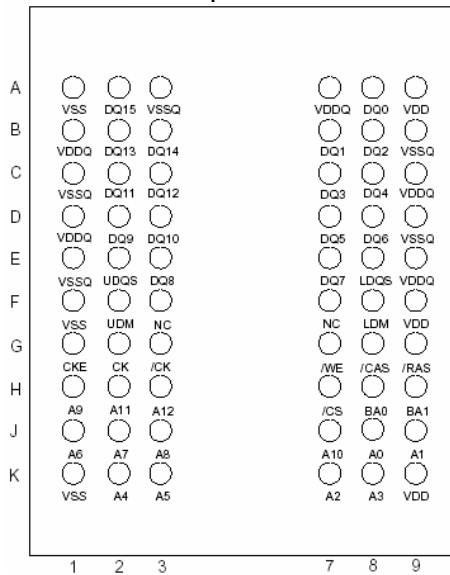 A
VSS DQ15 VSSQ VDDQ DQ0 VDD
B
VDDQ DQ13 DQ14 DQ1 DQ2 VSSQ
C
VSSQ DQ11 DQ12 DQ3 DQ4 VDDQ
D
VDDQ DQ9 DQ10 DQ5 DQ6 VSSQ
E
VSSQ UDQS DQ8 DQ7 LDQS VDDQ
F
VSS UDM NC NC LDM VDD
G
CKE CK /CK /WE /CAS /RAS
H
A9 A11 A12 /CS BA0 BA1
J
A6 A7 A8 A10 A0 A1
K
VSS A4 A5 A2 A3 VDD
1 2 3 7 8 9